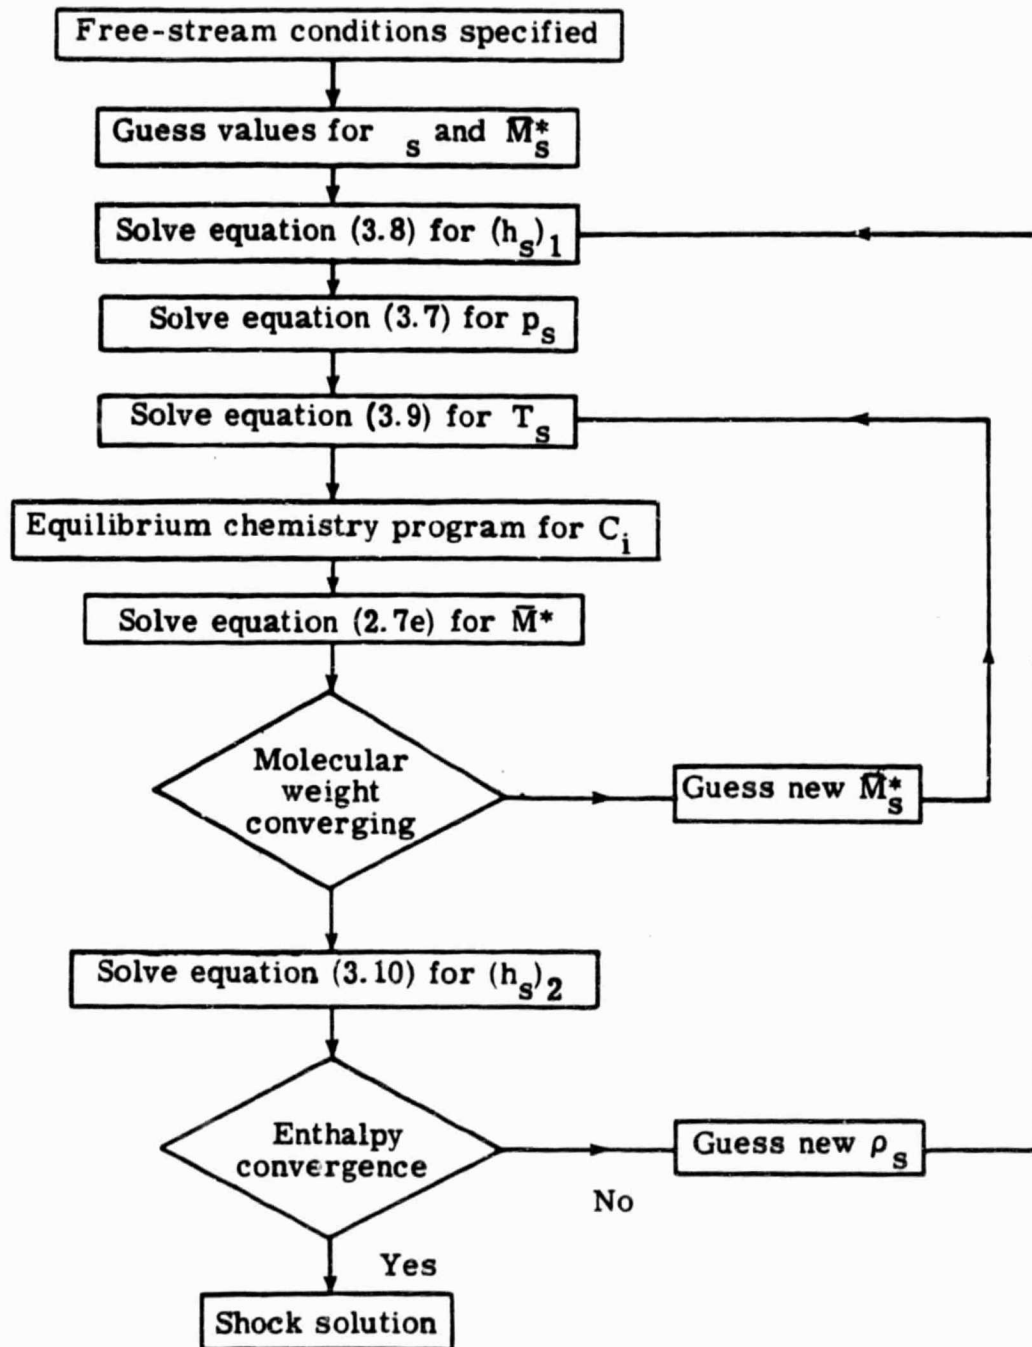 Free-stream conditions specified
Guess values for s and M̅*s
Solve equation (3.8) for (hs)1
Solve equation (3.7) for ps
Solve equation (3.9) for Ts
Equilibrium chemistry program for Ci
Solve equation (2.7e) for M̅*
Molecular
weight
converging
Guess new M̅*s
Solve equation (3.10) for (hs)2
Enthalpy
convergence
Guess new ρs
No
Yes
Shock solution